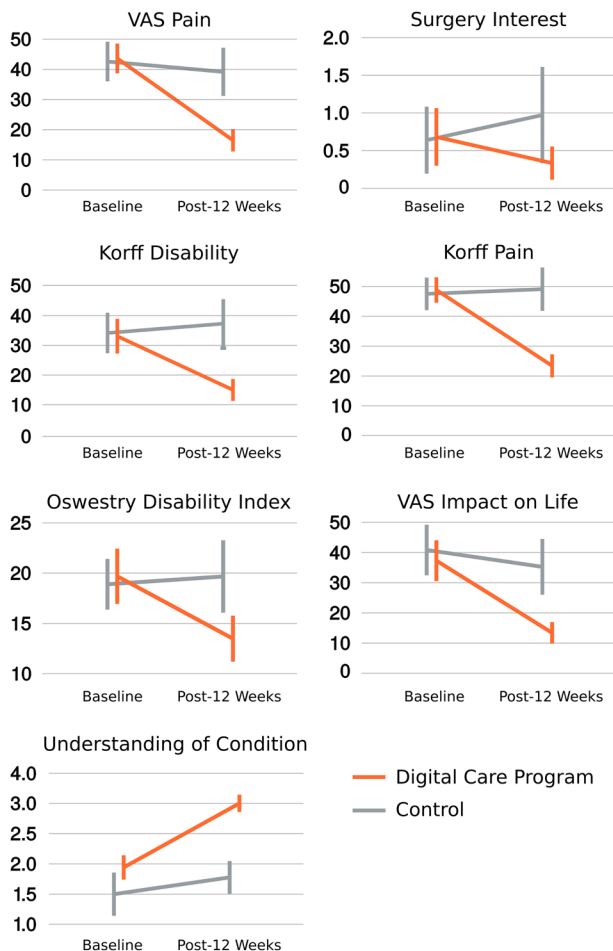 VAS Pain
50
40
30
20
10
0
Baseline Post-12 Weeks
Surgery Interest
2.0
1.5
1.0
0.5
0
Baseline Post-12 Weeks
Korff Disability
50
40
30
20
10
0
Baseline Post-12 Weeks
Korff Pain
50
40
30
20
10
0
Baseline Post-12 Weeks
Oswestry Disability Index
25
20
15
10
Baseline Post-12 Weeks
VAS Impact on Life
50
40
30
20
10
0
Baseline Post-12 Weeks
Understanding of Condition
4.0
3.0
2.5
2.0
1.5
1.0
Baseline Post-12 Weeks
Digital Care Program
Control